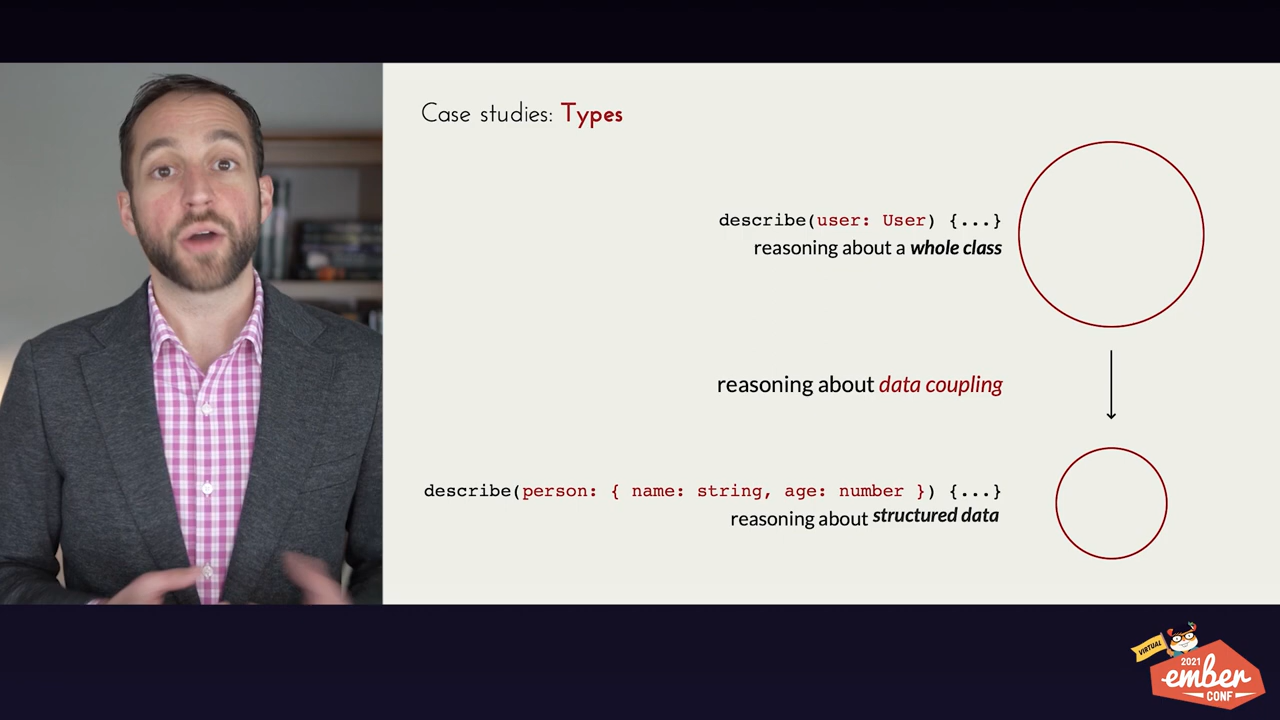 Case studies: Types
describe(user: User) {...}
reasoning about a whole class
reasoning about data coupling
describe(person: { name: string, age: number }) {...}
reasoning about structured data
VIRTUAL
2021
ember
CONF